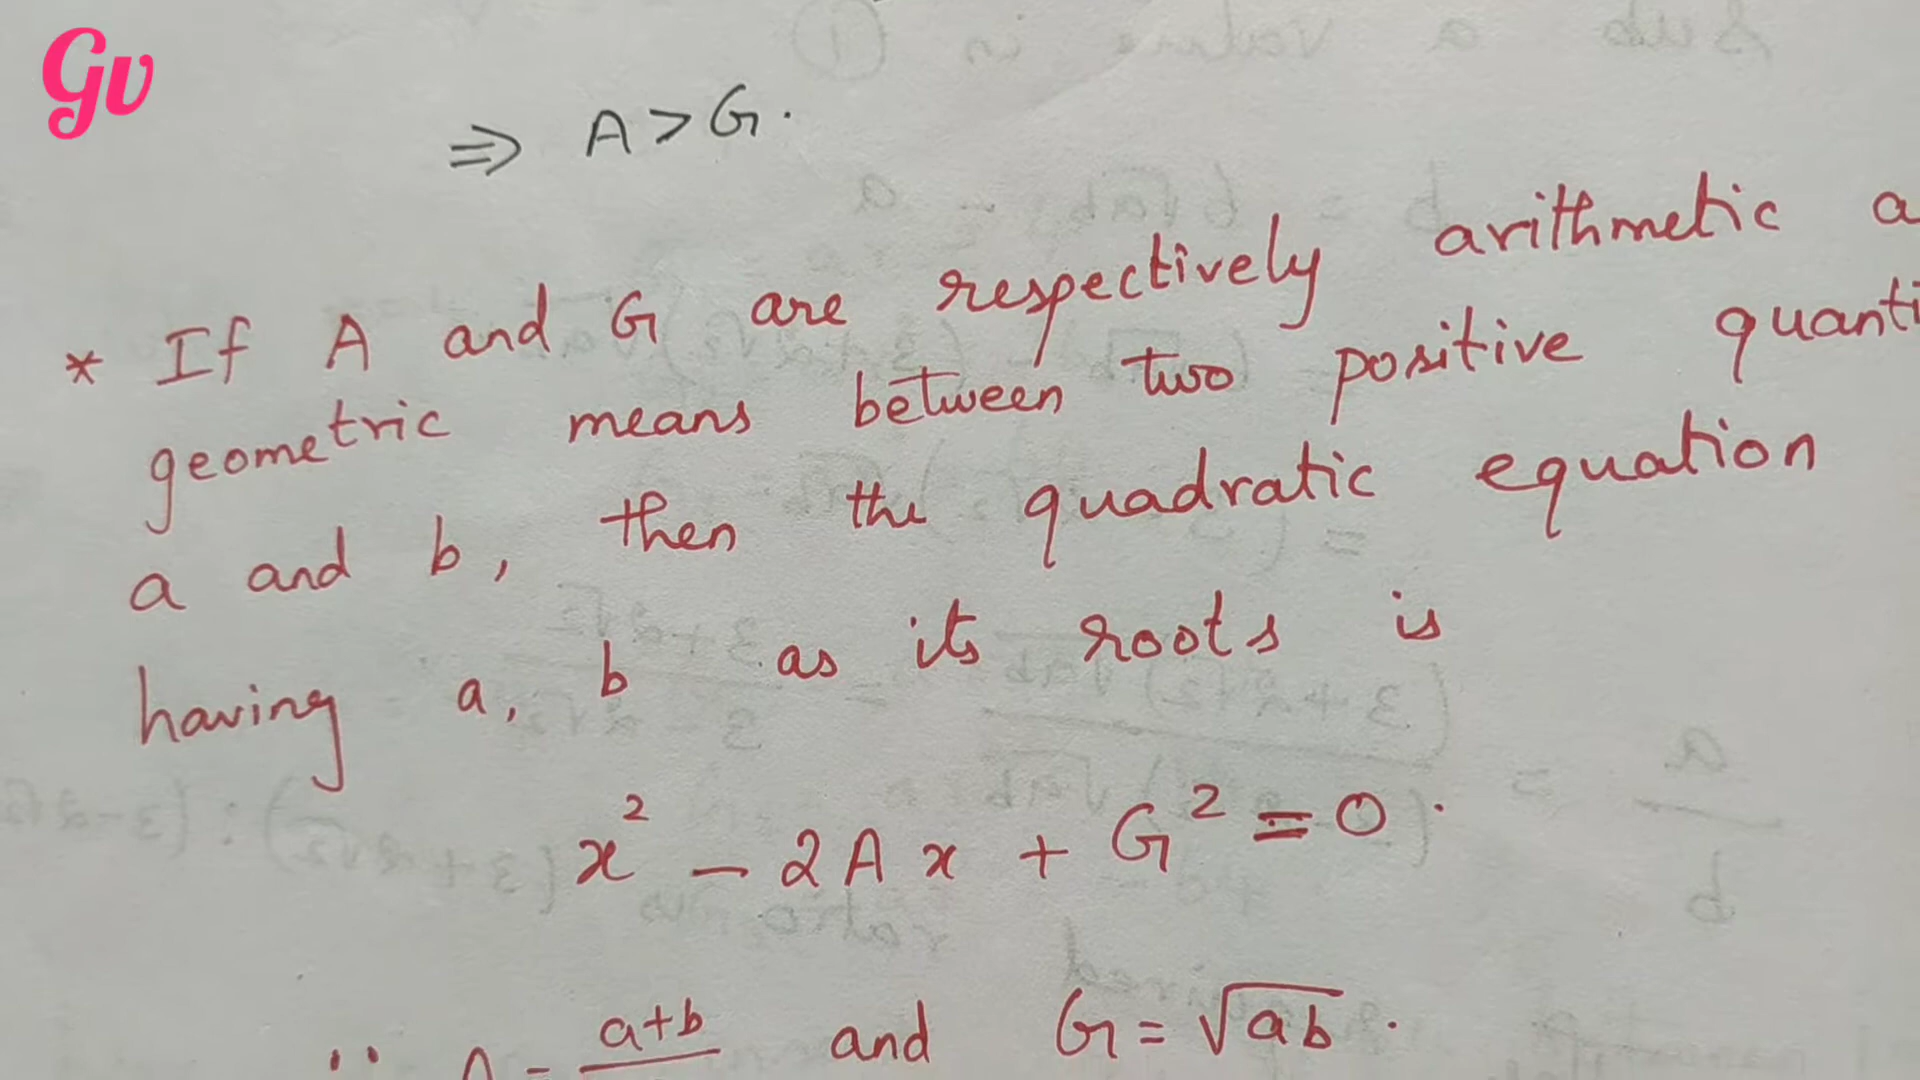 Gv
⇒ A > G.
* If A and G are respectively arithmetic a
geometric means between two positive quanti
a and b, then the quadratic equation
having a, b as its roots is
x² - 2Ax + G² = 0.
∵ A = a+b/ and G = √ab.